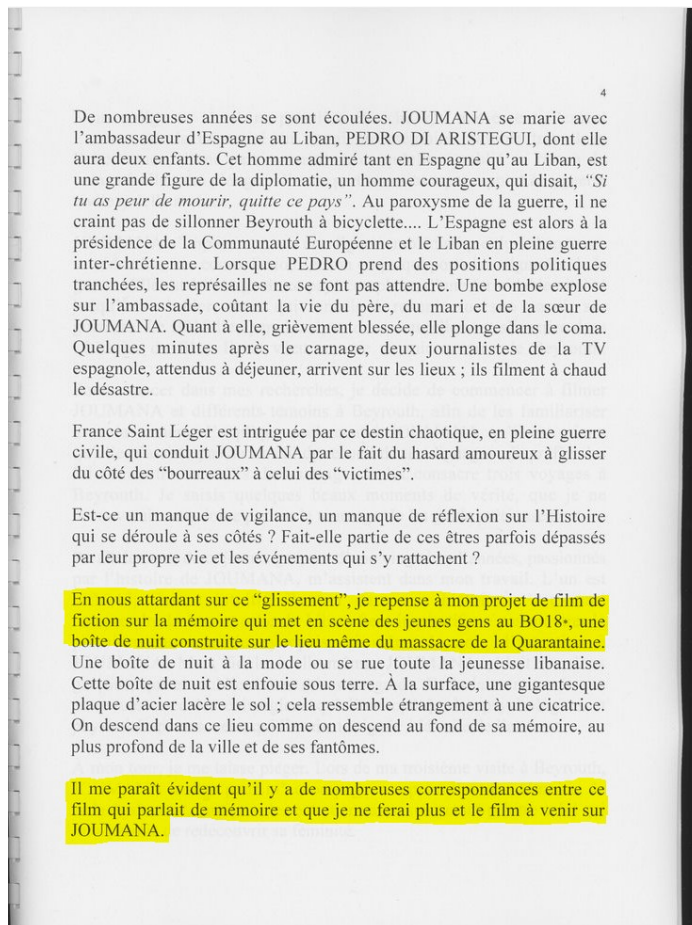 4
De nombreuses années se sont écoulées. JOUMANA se marie avec
l’ambassadeur d’Espagne au Liban, PEDRO DI ARISTEGUI, dont elle
aura deux enfants. Cet homme admiré tant en Espagne qu’au Liban, est
une grande figure de la diplomatie, un homme courageux, qui disait, “Si
tu as peur de mourir, quitte ce pays”. Au paroxysme de la guerre, il ne
craint pas de sillonner Beyrouth à bicyclette.... L’Espagne est alors à la
présidence de la Communauté Européenne et le Liban en pleine guerre
inter-chrétienne. Lorsque PEDRO prend des positions politiques
tranchées, les représailles ne se font pas attendre. Une bombe explose
sur l’ambassade, coûtant la vie du père, du mari et de la sœur de
JOUMANA. Quant à elle, grièvement blessée, elle plonge dans le coma.
Quelques minutes après le carnage, deux journalistes de la TV
espagnole, attendus à déjeuner, arrivent sur les lieux ; ils filment à chaud
le désastre.
France Saint Léger est intriguée par ce destin chaotique, en pleine guerre
civile, qui conduit JOUMANA par le fait du hasard amoureux à glisser
du côté des “bourreaux” à celui des “victimes”.
Est-ce un manque de vigilance, un manque de réflexion sur l’Histoire
qui se déroule à ses côtés ? Fait-elle partie de ces êtres parfois dépassés
par leur propre vie et les événements qui s’y rattachent ?
En nous attardant sur ce “glissement”, je repense à mon projet de film de
fiction sur la mémoire qui met en scène des jeunes gens au BO18*, une
boîte de nuit construite sur le lieu même du massacre de la Quarantaine.
Une boîte de nuit à la mode ou se rue toute la jeunesse libanaise.
Cette boîte de nuit est enfouie sous terre. À la surface, une gigantesque
plaque d’acier lacère le sol ; cela ressemble étrangement à une cicatrice.
On descend dans ce lieu comme on descend au fond de sa mémoire, au
plus profond de la ville et de ses fantômes.
Il me paraît évident qu’il y a de nombreuses correspondances entre ce
film qui parlait de mémoire et que je ne ferai plus et le film à venir sur
JOUMANA.